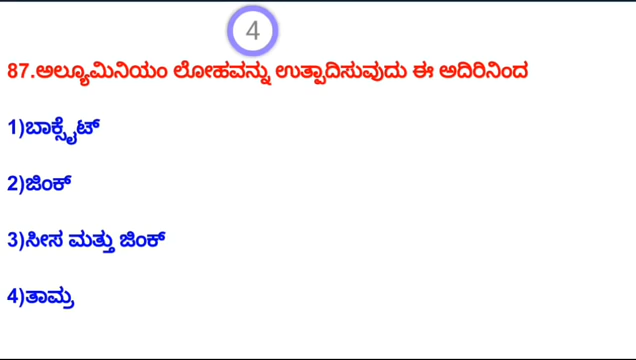 4
87.ಅಲ್ಯೂಮಿನಿಯಂ ಲೋಹವನ್ನು ಉತ್ಪಾದಿಸುವುದು ಈ ಅದಿರಿನಿಂದ
1)ಬಾಕ್ಸೈಟ್
2)ಜಿಂಕ್
3)ಸೀಸ ಮತ್ತು ಜಿಂಕ್
4)ತಾಮ್ರ